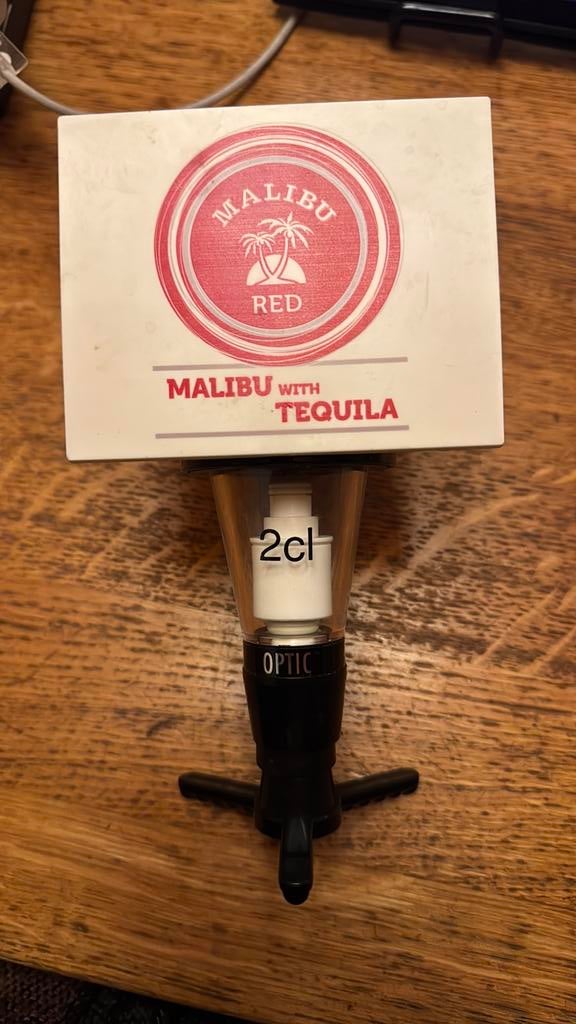 MALIBU
RED
MALIBU WITH
TEQUILA
2cl
OPTIC